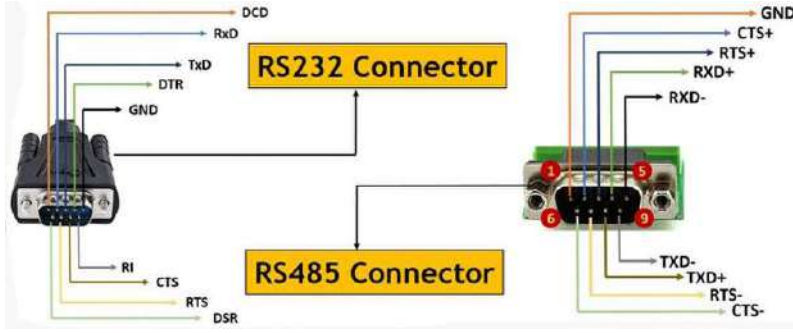 DCD
RxD
TxD
DTR
GND
RS232 Connector
GND
CTS+
RTS+
RXD+
RXD-
1
5
6
9
RI
CTS
RTS
DSR
RS485 Connector
TXD-
TXD+
RTS-
CTS-